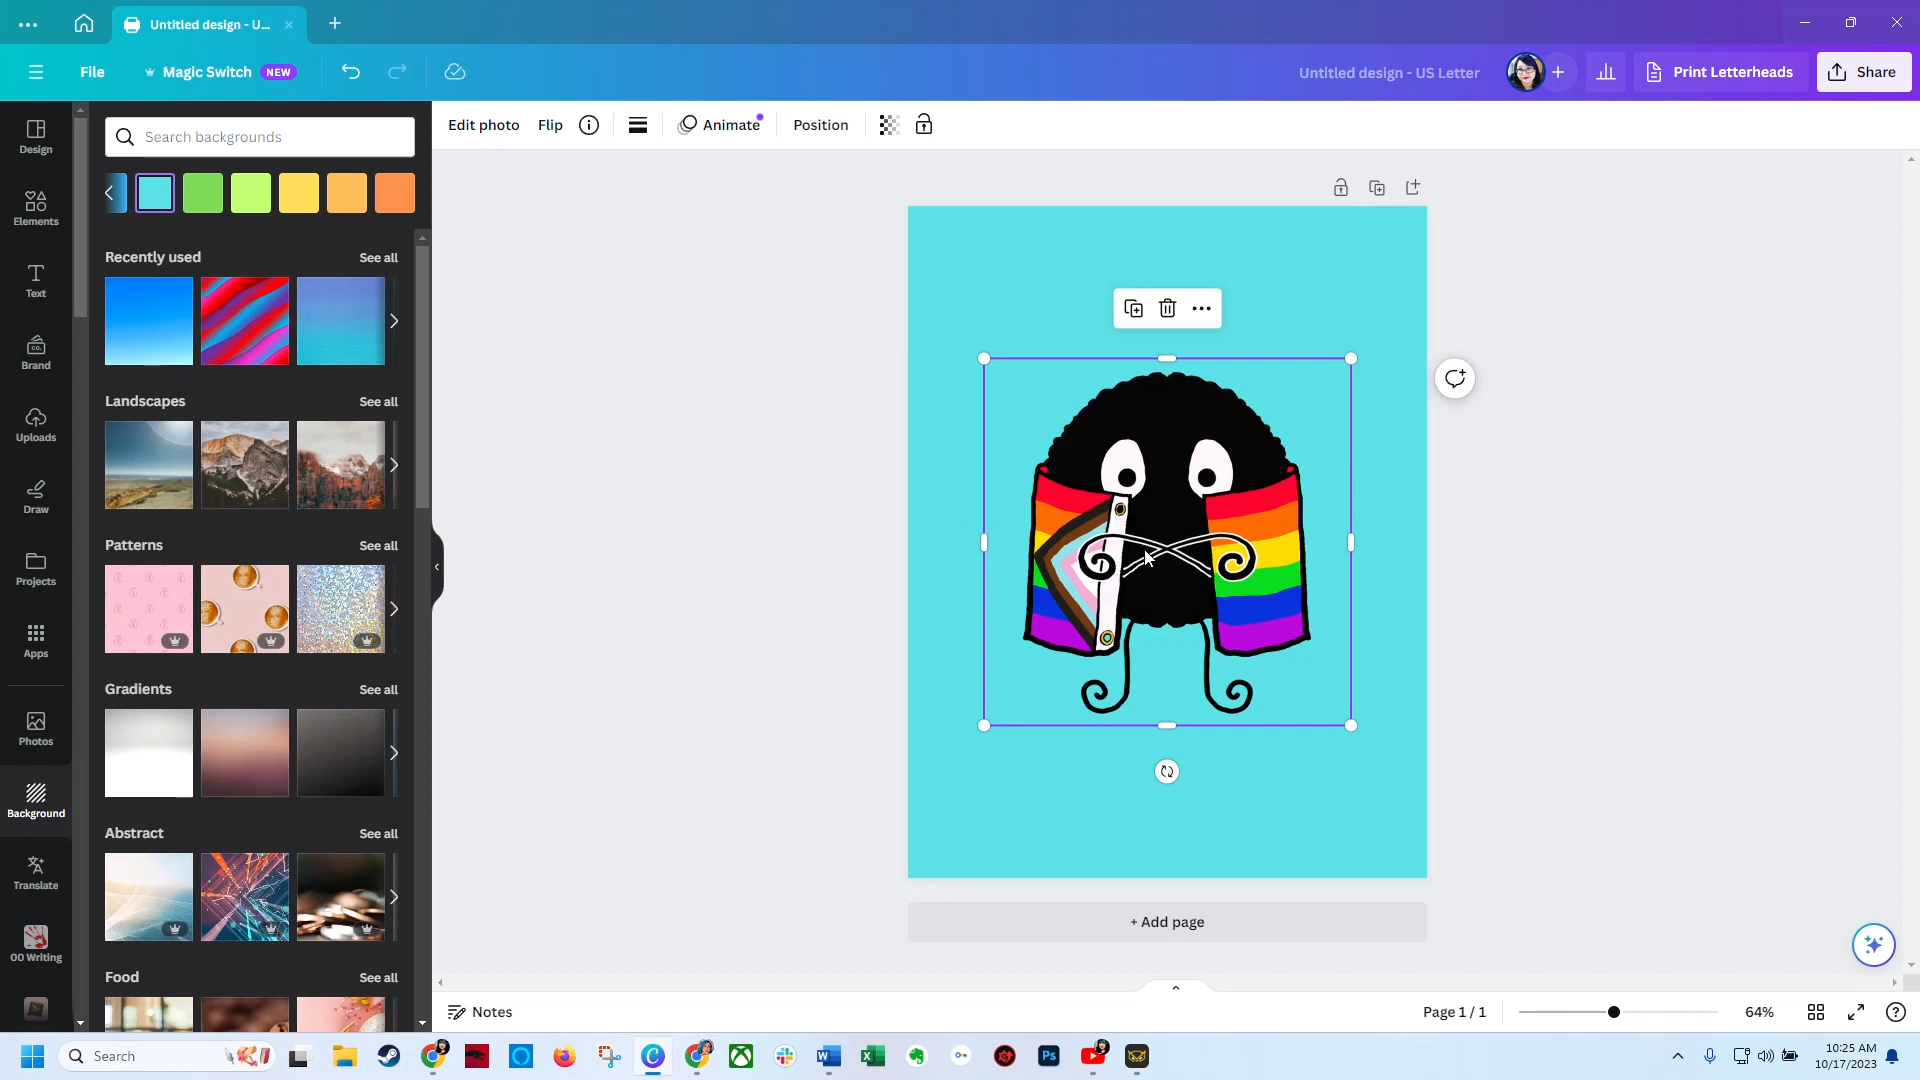 Untitled design - U...
File
Magic Switch NEW
Untitled design - US Letter
Print Letterheads
Share
Design
Elements
Text
CO.
Brand
Uploads
Draw
Projects
Apps
Photos
Background
Translate
OO Writing
Search backgrounds
Recently used See all
Landscapes See all
Patterns See all
Gradients See all
Abstract See all
Food See all
Edit photo Flip Animate Position
+ Add page
Notes
Page 1 / 1
64%
Search
Ps
10:25 AM
10/17/2023